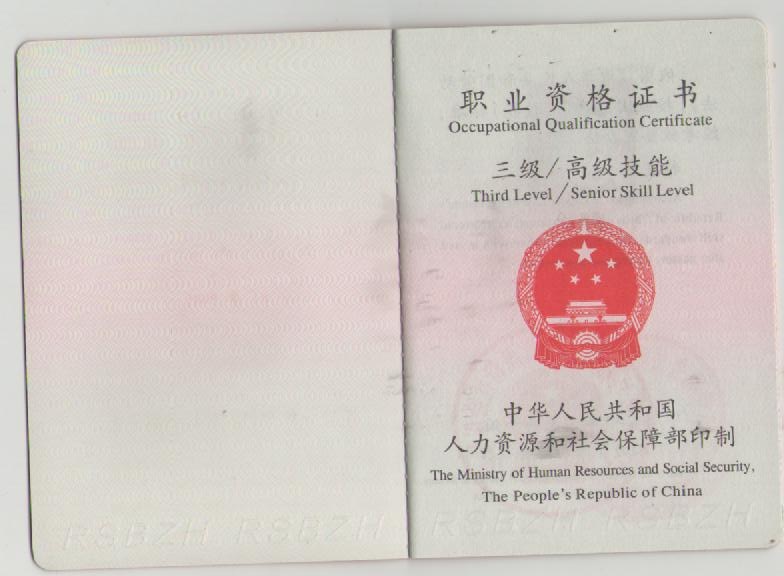 职业资格证书
Occupational Qualification Certificate
三级/高级技能
Third Level/Senior Skill Level
中华人民共和国
人力资源和社会保障部印制
The Ministry of Human Resources and Social Security,
The People's Republic of China
RSBZH RSBZH RSBZH RSBZH